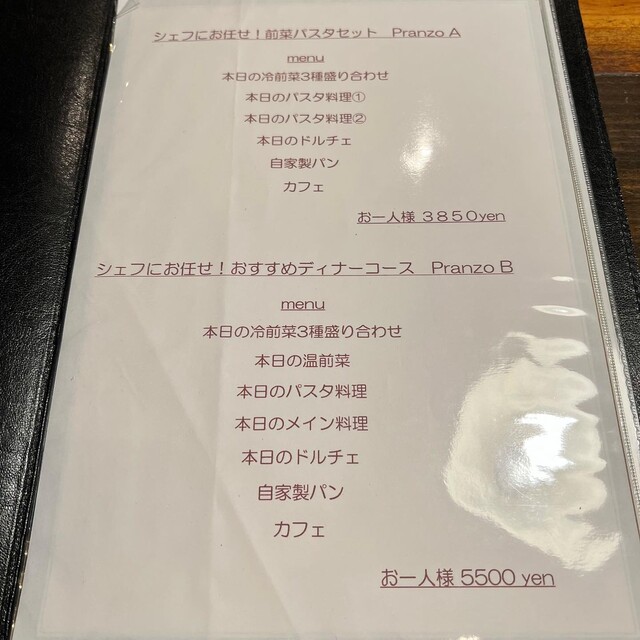 シェフにお任せ！前菜パスタセット　Pranzo A
menu
本日の冷前菜3種盛り合わせ
本日のパスタ料理①
本日のパスタ料理②
本日のドルチェ
自家製パン
カフェ
お一人様 ３８５０yen
シェフにお任せ！おすすめディナーコース　Pranzo B
menu
本日の冷前菜3種盛り合わせ
本日の温前菜
本日のパスタ料理
本日のメイン料理
本日のドルチェ
自家製パン
カフェ
お一人様 5500 yen